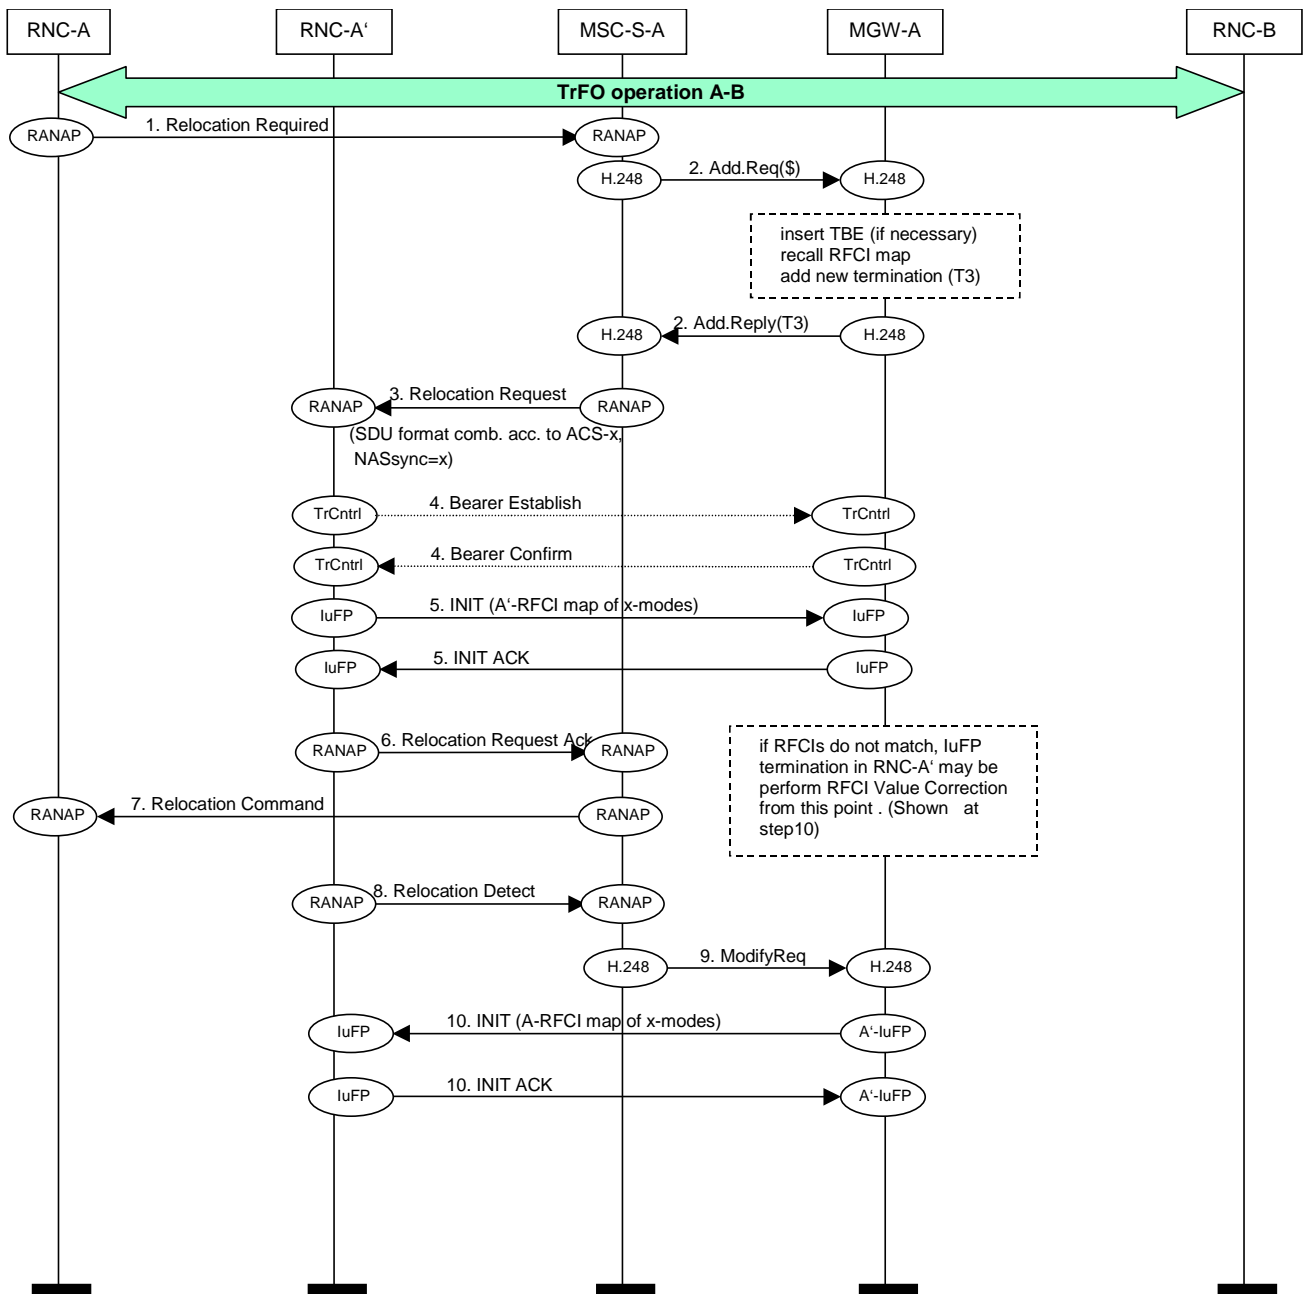 RNC-A
RNC-A‘
MSC-S-A
MGW-A
RNC-B
TrFO operation A-B
1. Relocation Required
RANAP
RANAP
2. Add.Req($)
H.248
H.248
insert TBE (if necessary)
recall RFCI map
add new termination (T3)
2. Add.Reply(T3)
H.248
H.248
3. Relocation Request
RANAP
RANAP
(SDU format comb. acc. to ACS-x,
NASsync=x)
4. Bearer Establish
TrCntrl
TrCntrl
4. Bearer Confirm
TrCntrl
TrCntrl
5. INIT (A‘-RFCI map of x-modes)
IuFP
IuFP
5. INIT ACK
IuFP
IuFP
6. Relocation Request Ack
RANAP
RANAP
if RFCIs do not match, IuFP
termination in RNC-A‘ may be
perform RFCI Value Correction
from this point . (Shown at
step10)
7. Relocation Command
RANAP
RANAP
8. Relocation Detect
RANAP
RANAP
9. ModifyReq
H.248
H.248
10. INIT (A-RFCI map of x-modes)
IuFP
A‘-IuFP
10. INIT ACK
IuFP
A‘-IuFP